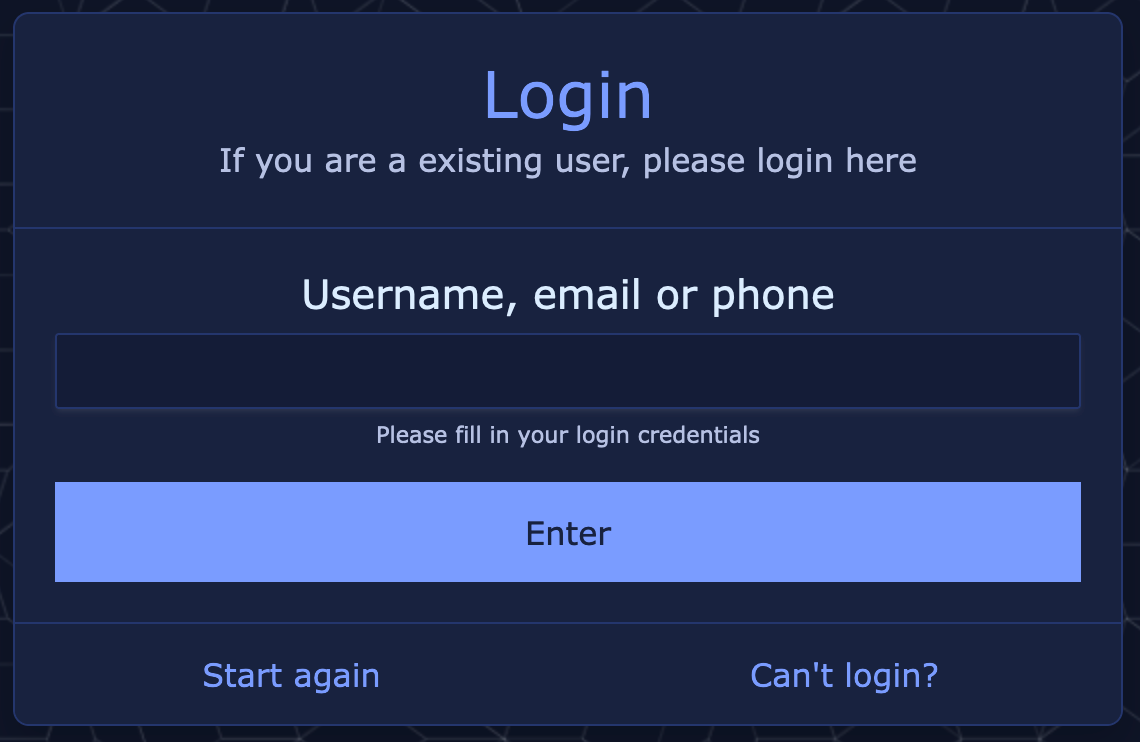 Login
If you are a existing user, please login here
Username, email or phone
Please fill in your login credentials
Enter
Start again
Can't login?